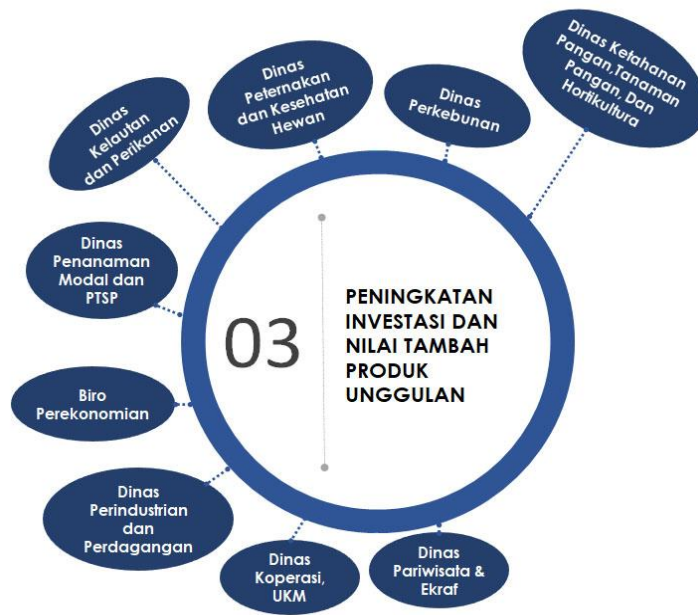 Dinas Ketahanan
Pangan,Tanaman
Pangan, Dan
Hortikultura
Dinas
Perkebunan
Dinas
Peternakan
dan Kesehatan
Hewan
Dinas
Kelautan
dan Perikanan
Dinas
Penanaman
Modal dan
PTSP
Biro
Perekonomian
Dinas
Perindustrian
dan
Perdagangan
Dinas
Koperasi,
UKM
Dinas
Pariwisata &
Ekraf
03
PENINGKATAN
INVESTASI DAN
NILAI TAMBAH
PRODUK
UNGGULAN